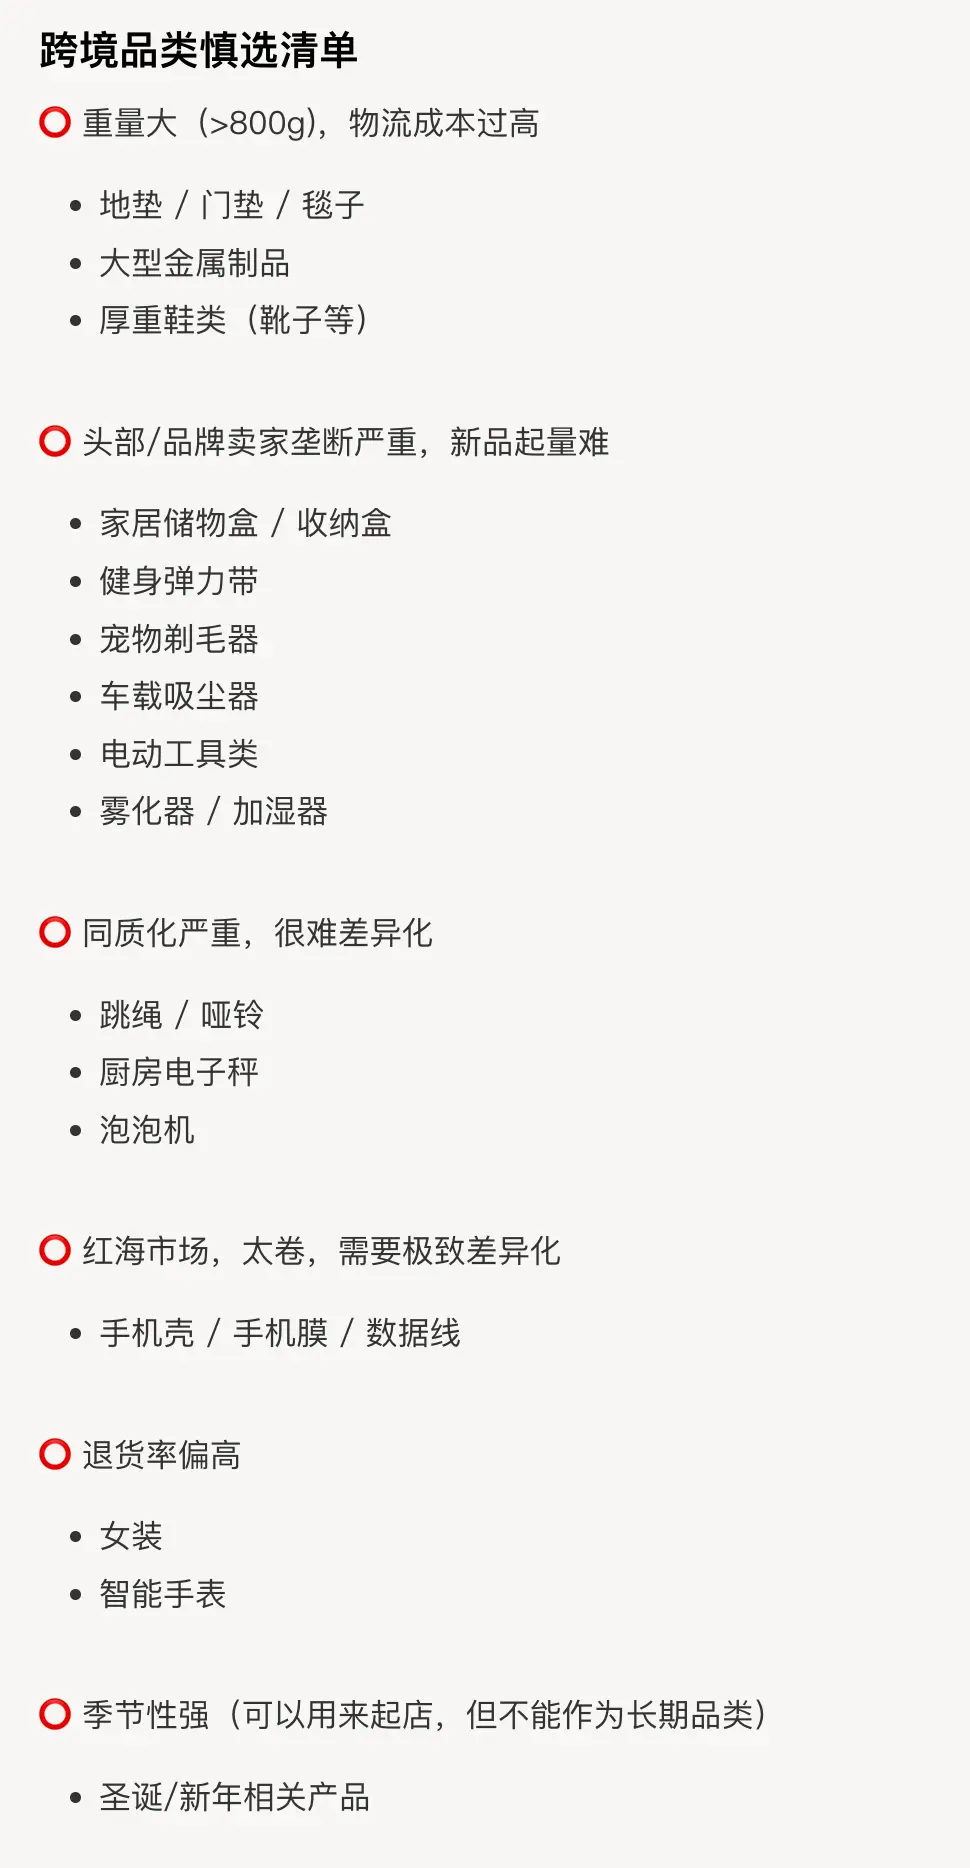 跨境品类慎选清单
⭕ 重量大（>800g)，物流成本过高
• 地垫 / 门垫 / 毯子
• 大型金属制品
• 厚重鞋类（靴子等）
⭕ 头部/品牌卖家垄断严重，新品起量难
• 家居储物盒 / 收纳盒
• 健身弹力带
• 宠物剃毛器
• 车载吸尘器
• 电动工具类
• 雾化器 / 加湿器
⭕ 同质化严重，很难差异化
• 跳绳 / 哑铃
• 厨房电子秤
• 泡泡机
⭕ 红海市场，太卷，需要极致差异化
• 手机壳 / 手机膜 / 数据线
⭕ 退货率偏高
• 女装
• 智能手表
⭕ 季节性强（可以用来起店，但不能作为长期品类）
• 圣诞/新年相关产品